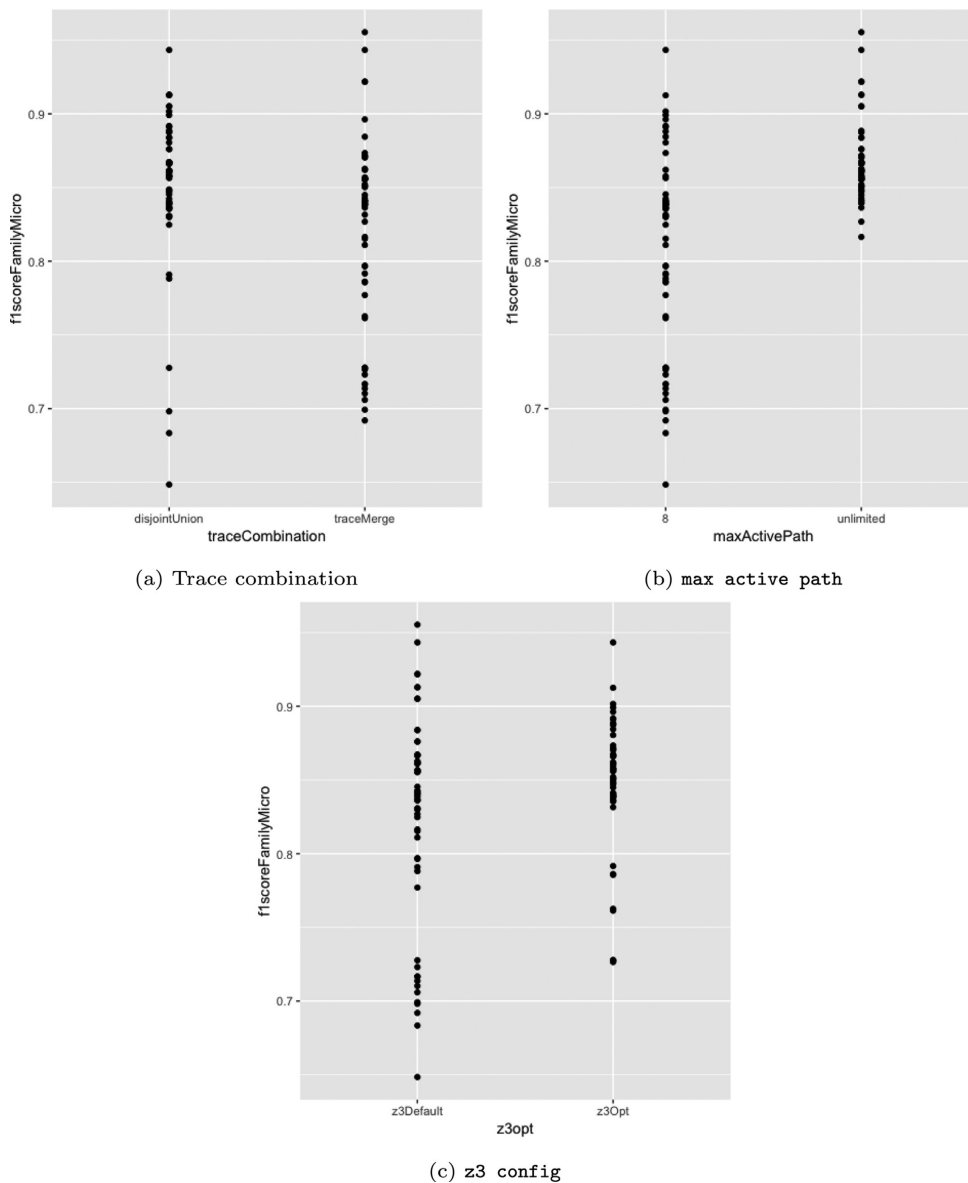 0.9
0.8
0.7
f1scoreFamilyMicro
disjointUnion
traceMerge
traceCombination
(a) Trace combination
0.9
0.8
0.7
f1scoreFamilyMicro
8
unlimited
maxActivePath
(b) max active path
0.9
0.8
0.7
f1scoreFamilyMicro
z3Default
z3Opt
z3opt
(c) z3 config